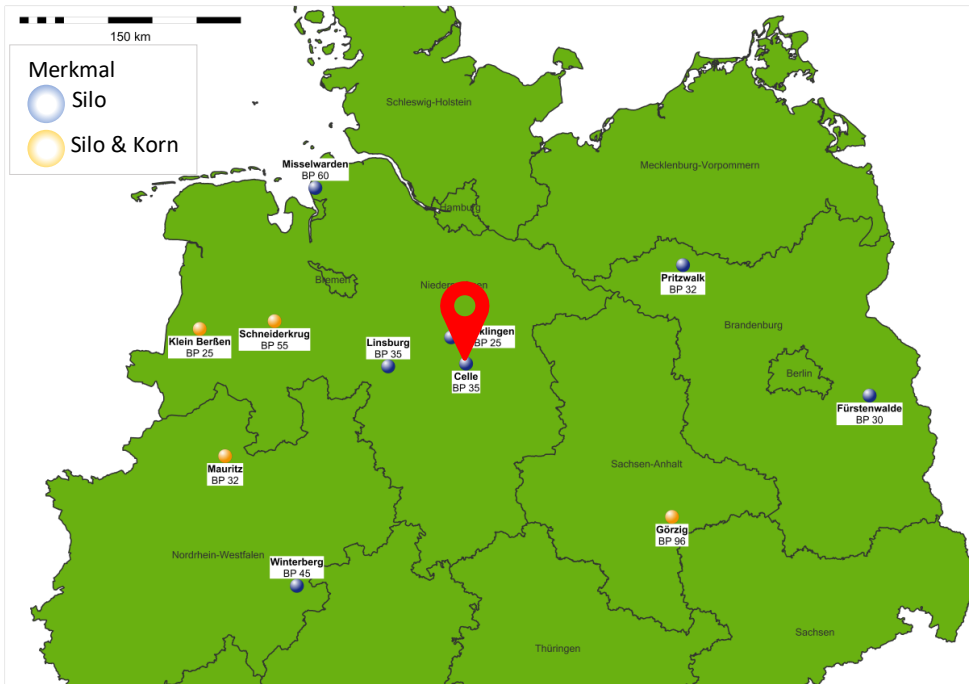 150 km
Merkmal
Silo
Silo & Korn
Schleswig-Holstein
Mecklenburg-Vorpommern
Misselwarden
BP 60
Hamburg
Bremen
Pritzwalk
BP 32
Brandenburg
Klein Berßen
BP 25
Schneiderkrug
BP 55
Linsburg
BP 35
BP 25
Celle
BP 35
Berlin
Fürstenwalde
BP 30
Mauritz
BP 32
Sachsen-Anhalt
Görzig
BP 96
Nordrhein-Westfalen
Winterberg
BP 45
Sachsen
Thüringen